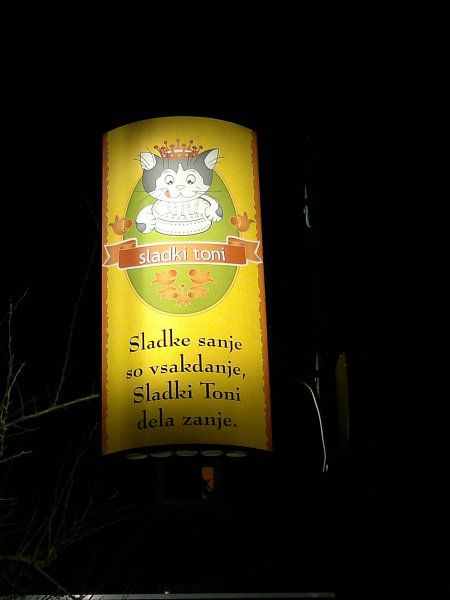 sladki toni
Sladke sanje
so vsakdanje,
Sladki Toni
dela zanje.